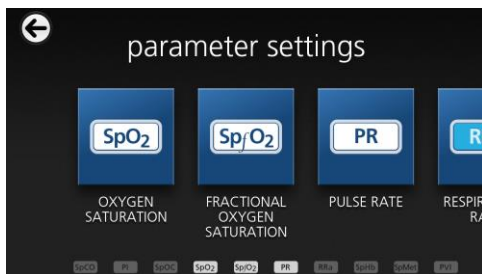 parameter settings
SpO2
SpfO2
PR
R
OXYGEN
SATURATION
FRACTIONAL
OXYGEN
SATURATION
PULSE RATE
RESPIR
RA
SpCO PI SpOC SpO2 SpfO2 PR RRa SpHb SpMet PVI